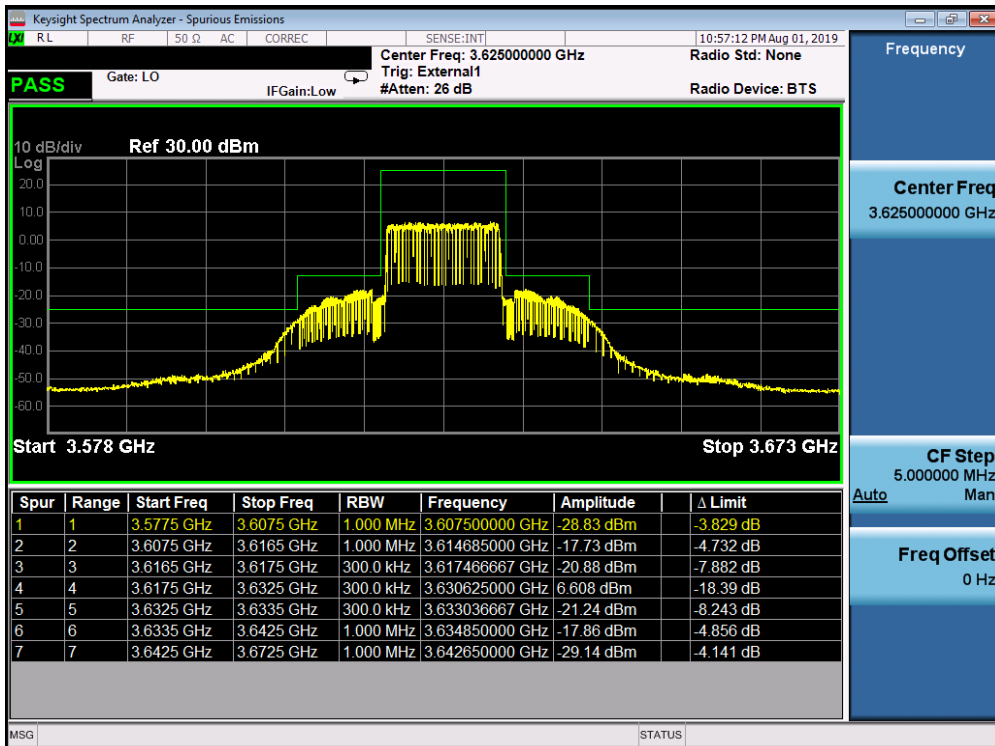 Keysight Spectrum Analyzer - Spurious Emissions
LXI RL RF 50 Ω AC CORREC SENSE:INT 10:57:12 PM Aug 01, 2019
Center Freq: 3.625000000 GHz Radio Std: None
PASS Gate: LO Trig: External1
IFGain:Low #Atten: 26 dB Radio Device: BTS
10 dB/div Ref 30.00 dBm
Log
20.0
10.0
0.00
-10.0
-20.0
-30.0
-40.0
-50.0
-60.0
Start 3.578 GHz Stop 3.673 GHz
Spur Range Start Freq Stop Freq RBW Frequency Amplitude Δ Limit
1 1 3.5775 GHz 3.6075 GHz 1.000 MHz 3.607500000 GHz -28.83 dBm -3.829 dB
2 2 3.6075 GHz 3.6165 GHz 1.000 MHz 3.614685000 GHz -17.73 dBm -4.732 dB
3 3 3.6165 GHz 3.6175 GHz 300.0 kHz 3.617466667 GHz -20.88 dBm -7.882 dB
4 4 3.6175 GHz 3.6325 GHz 300.0 kHz 3.630625000 GHz 6.608 dBm -18.39 dB
5 5 3.6325 GHz 3.6335 GHz 300.0 kHz 3.633036667 GHz -21.24 dBm -8.243 dB
6 6 3.6335 GHz 3.6425 GHz 1.000 MHz 3.634850000 GHz -17.86 dBm -4.856 dB
7 7 3.6425 GHz 3.6725 GHz 1.000 MHz 3.642650000 GHz -29.14 dBm -4.141 dB
MSG STATUS
Frequency
Center Freq
3.625000000 GHz
CF Step
5.000000 MHz
Auto Man
Freq Offset
0 Hz